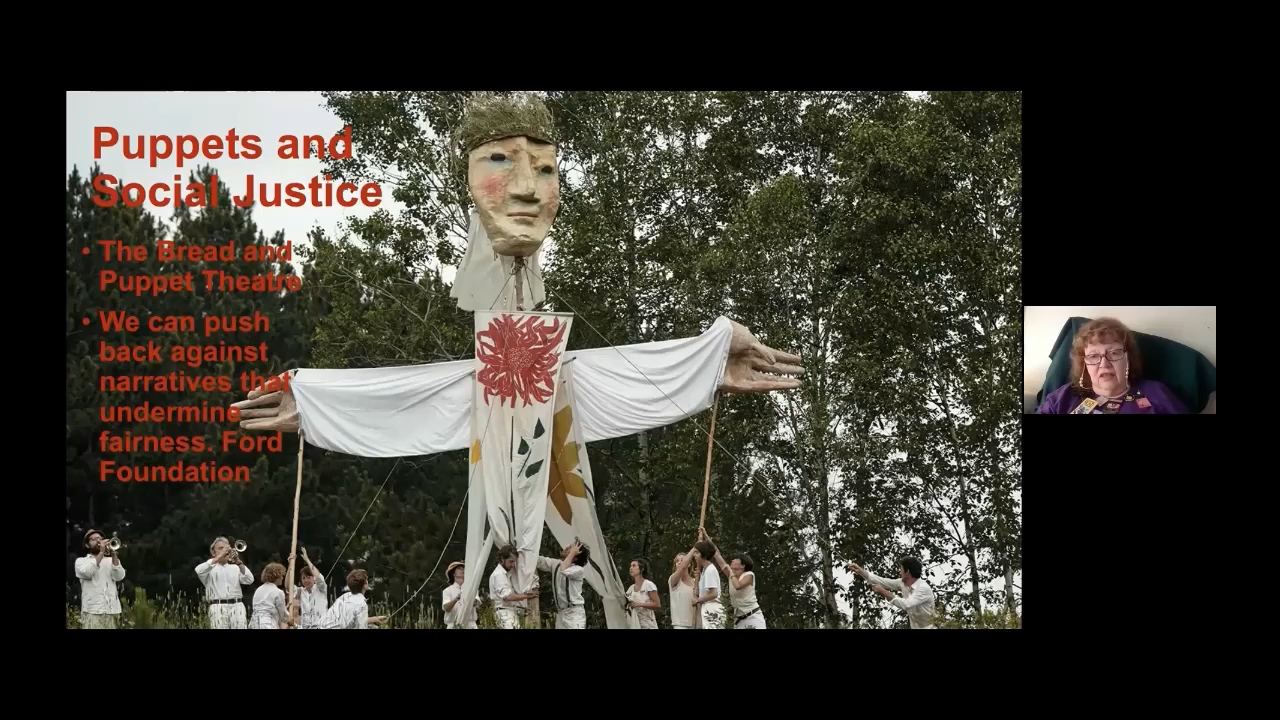 Puppets and
Social Justice
• The Bread and
Puppet Theatre
• We can push
back against
narratives that
undermine
fairness. Ford
Foundation